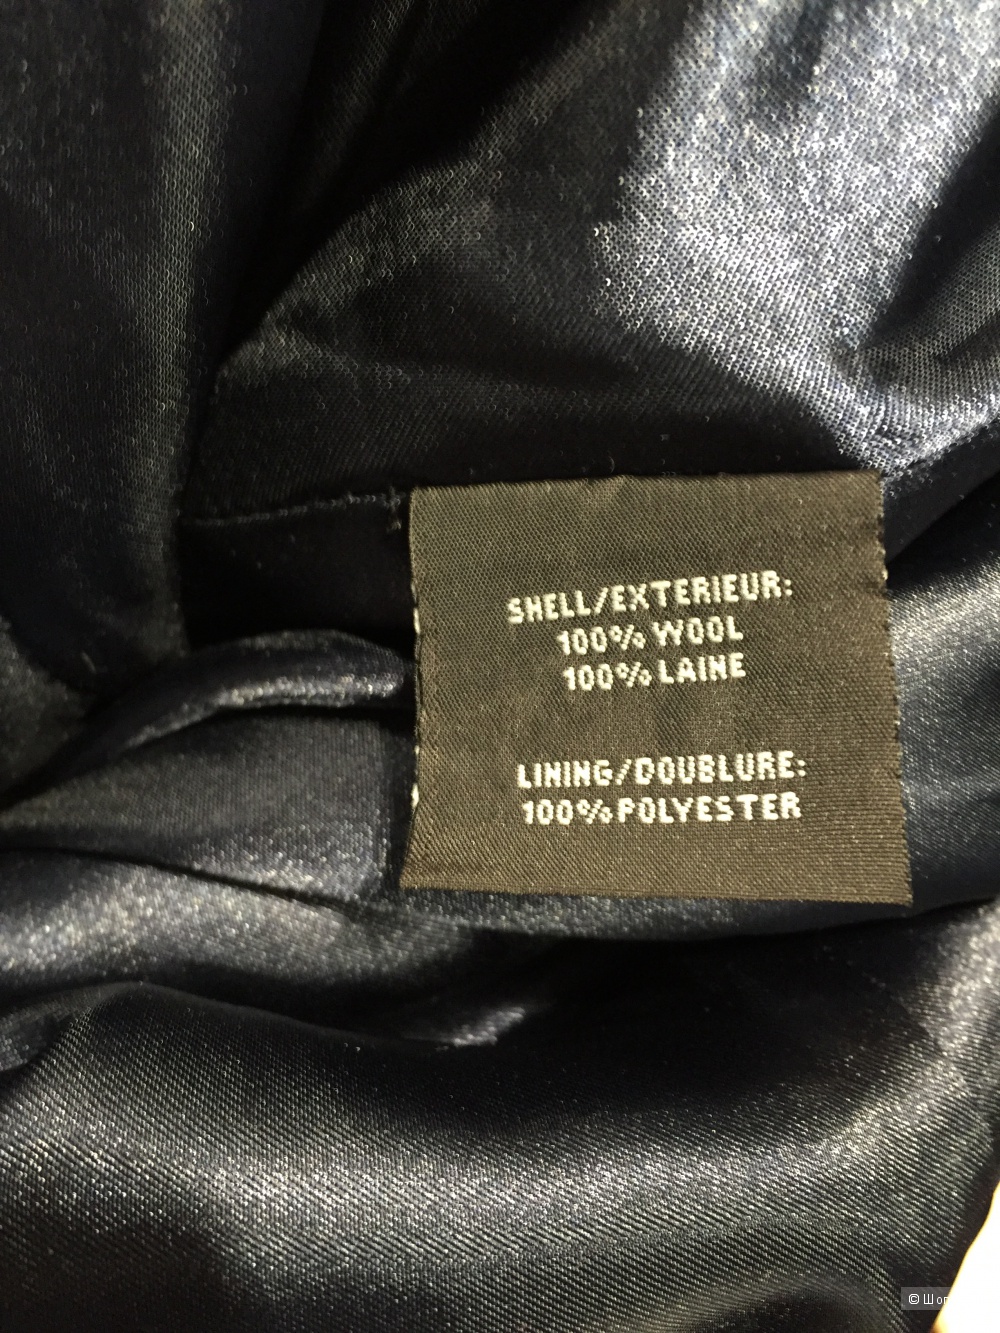 SHELL/EXTERIEUR:
100% WOOL
100% LAINE
LINING/DOUBLURE:
100% POLYESTER